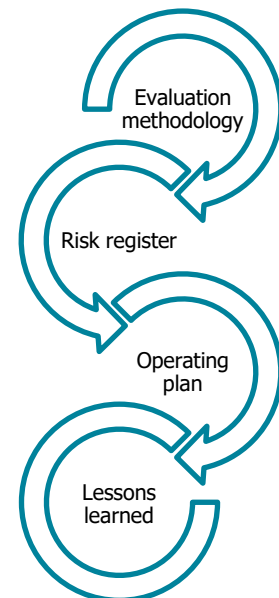 Evaluation
methodology
Risk register
Operating
plan
Lessons
learned